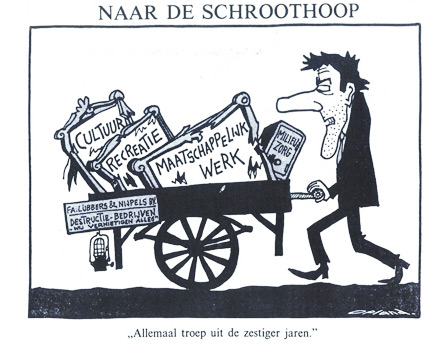 NAAR DE SCHROOTHOOP
CULTUUR
RECREATIE
MAATSCHAPPELIJK
WERK
MILIEU
ZORG
FA. LUBBERS & NIJPELS BV.
DESTRUCTIE-BEDRIJVEN
-WIJ VERNIETIGEN ALLES-
Opland.
„Allemaal troep uit de zestiger jaren.”